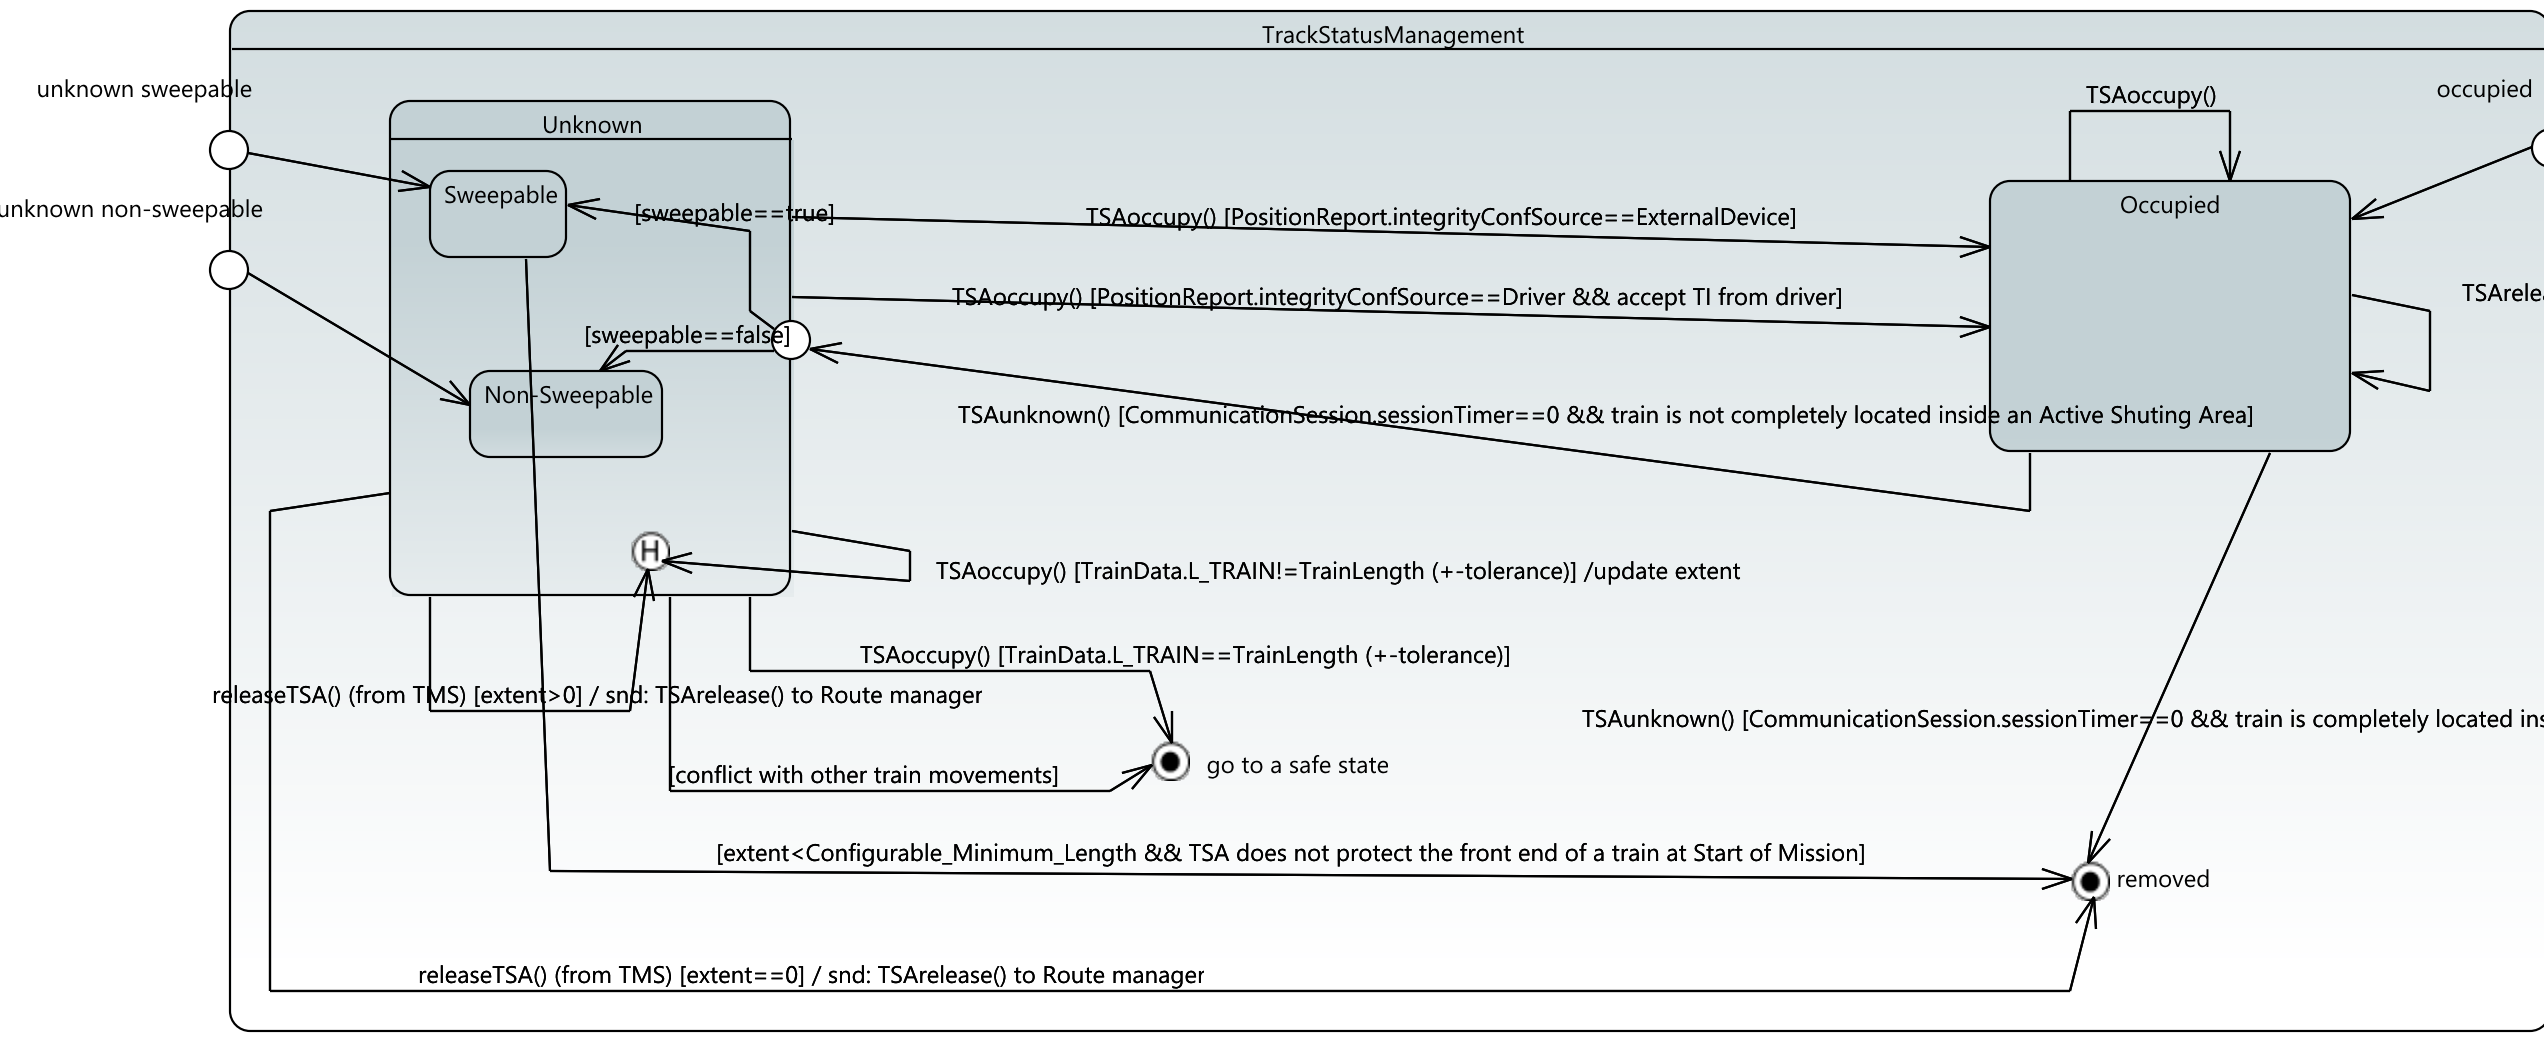 TrackStatusManagement
unknown sweepable
occupied
TSAoccupy()
Unknown
Sweepable
Occupied
unknown non-sweepable
[sweepable==true]
TSAoccupy() [PositionReport.integrityConfSource==ExternalDevice]
TSAoccupy() [PositionReport.integrityConfSource==Driver && accept TI from driver]
TSArele
[sweepable==false]
Non-Sweepable
TSAunknown() [CommunicationSession.sessionTimer==0 && train is not completely located inside an Active Shuting Area]
H
TSAoccupy() [TrainData.L_TRAIN!=TrainLength (+-tolerance)] /update extent
TSAoccupy() [TrainData.L_TRAIN==TrainLength (+-tolerance)]
releaseTSA() (from TMS) [extent>0] / snd: TSArelease() to Route manager
TSAunknown() [CommunicationSession.sessionTimer==0 && train is completely located ins
[conflict with other train movements]
go to a safe state
[extent<Configurable_Minimum_Length && TSA does not protect the front end of a train at Start of Mission]
removed
releaseTSA() (from TMS) [extent==0] / snd: TSArelease() to Route manager